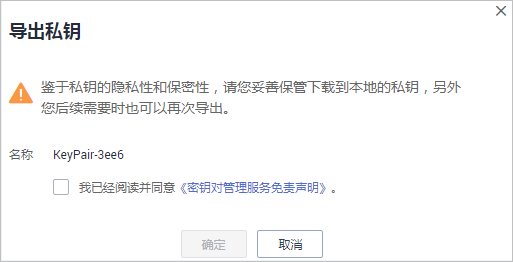 导出私钥
鉴于私钥的隐私性和保密性，请您妥善保管下载到本地的私钥，另外
您后续需要时也可以再次导出。
名称 KeyPair-3ee6
我已经阅读并同意《密钥对管理服务免责声明》。
确定 取消